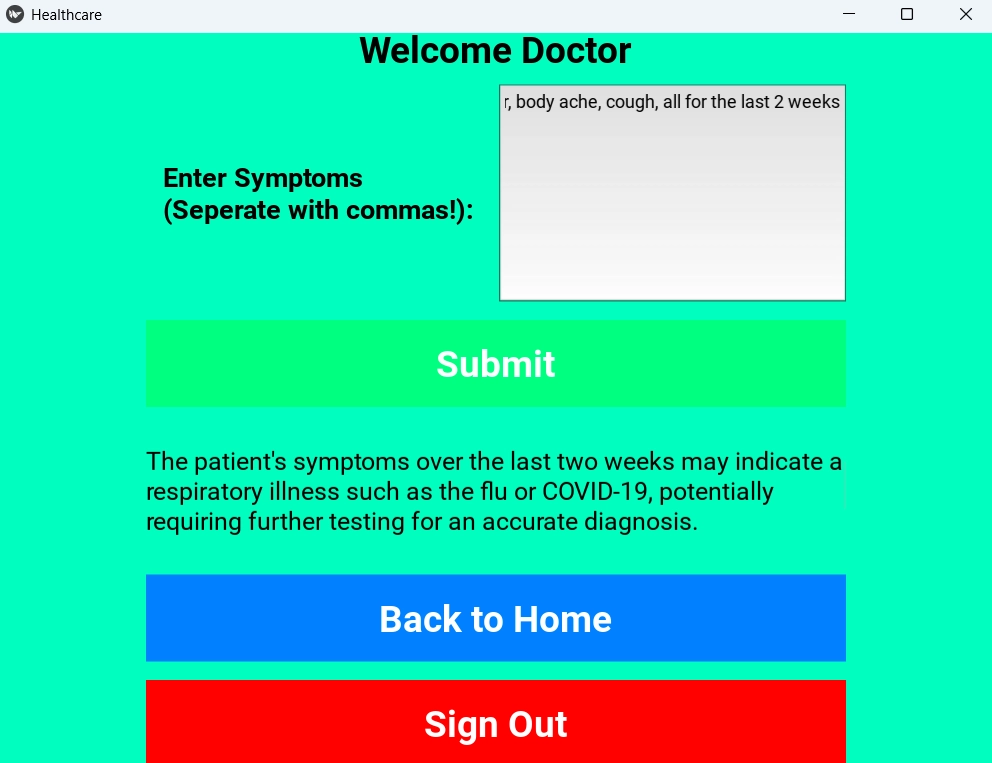 Healthcare
Welcome Doctor
r, body ache, cough, all for the last 2 weeks
Enter Symptoms
(Seperate with commas!):
Submit
The patient's symptoms over the last two weeks may indicate a
respiratory illness such as the flu or COVID-19, potentially
requiring further testing for an accurate diagnosis.
Back to Home
Sign Out